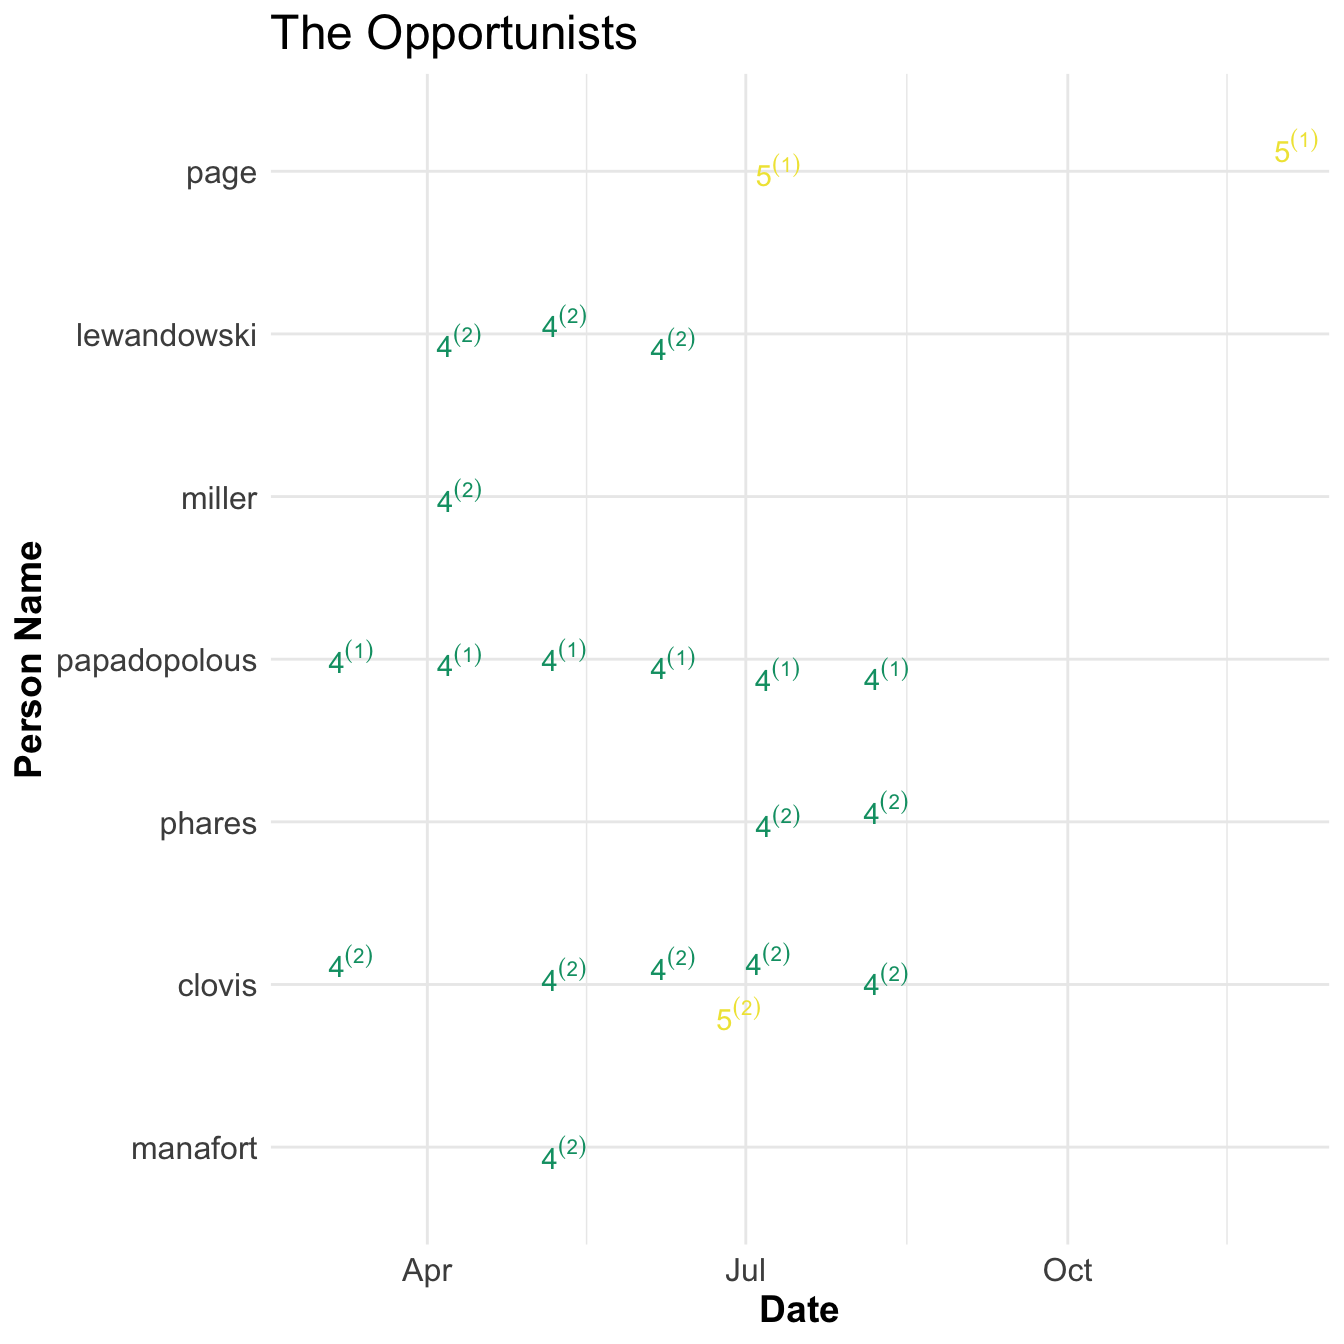 The Opportunists
page 5(1) 5(1)
lewandowski 4(2) 4(2) 4(2)
miller 4(2)
papadopolous 4(1) 4(1) 4(1) 4(1) 4(1) 4(1)
phares 4(2) 4(2)
clovis 4(2) 4(2) 4(2) 4(2) 4(2)
5(2)
manafort 4(2)
Person Name
Apr Jul Oct
Date